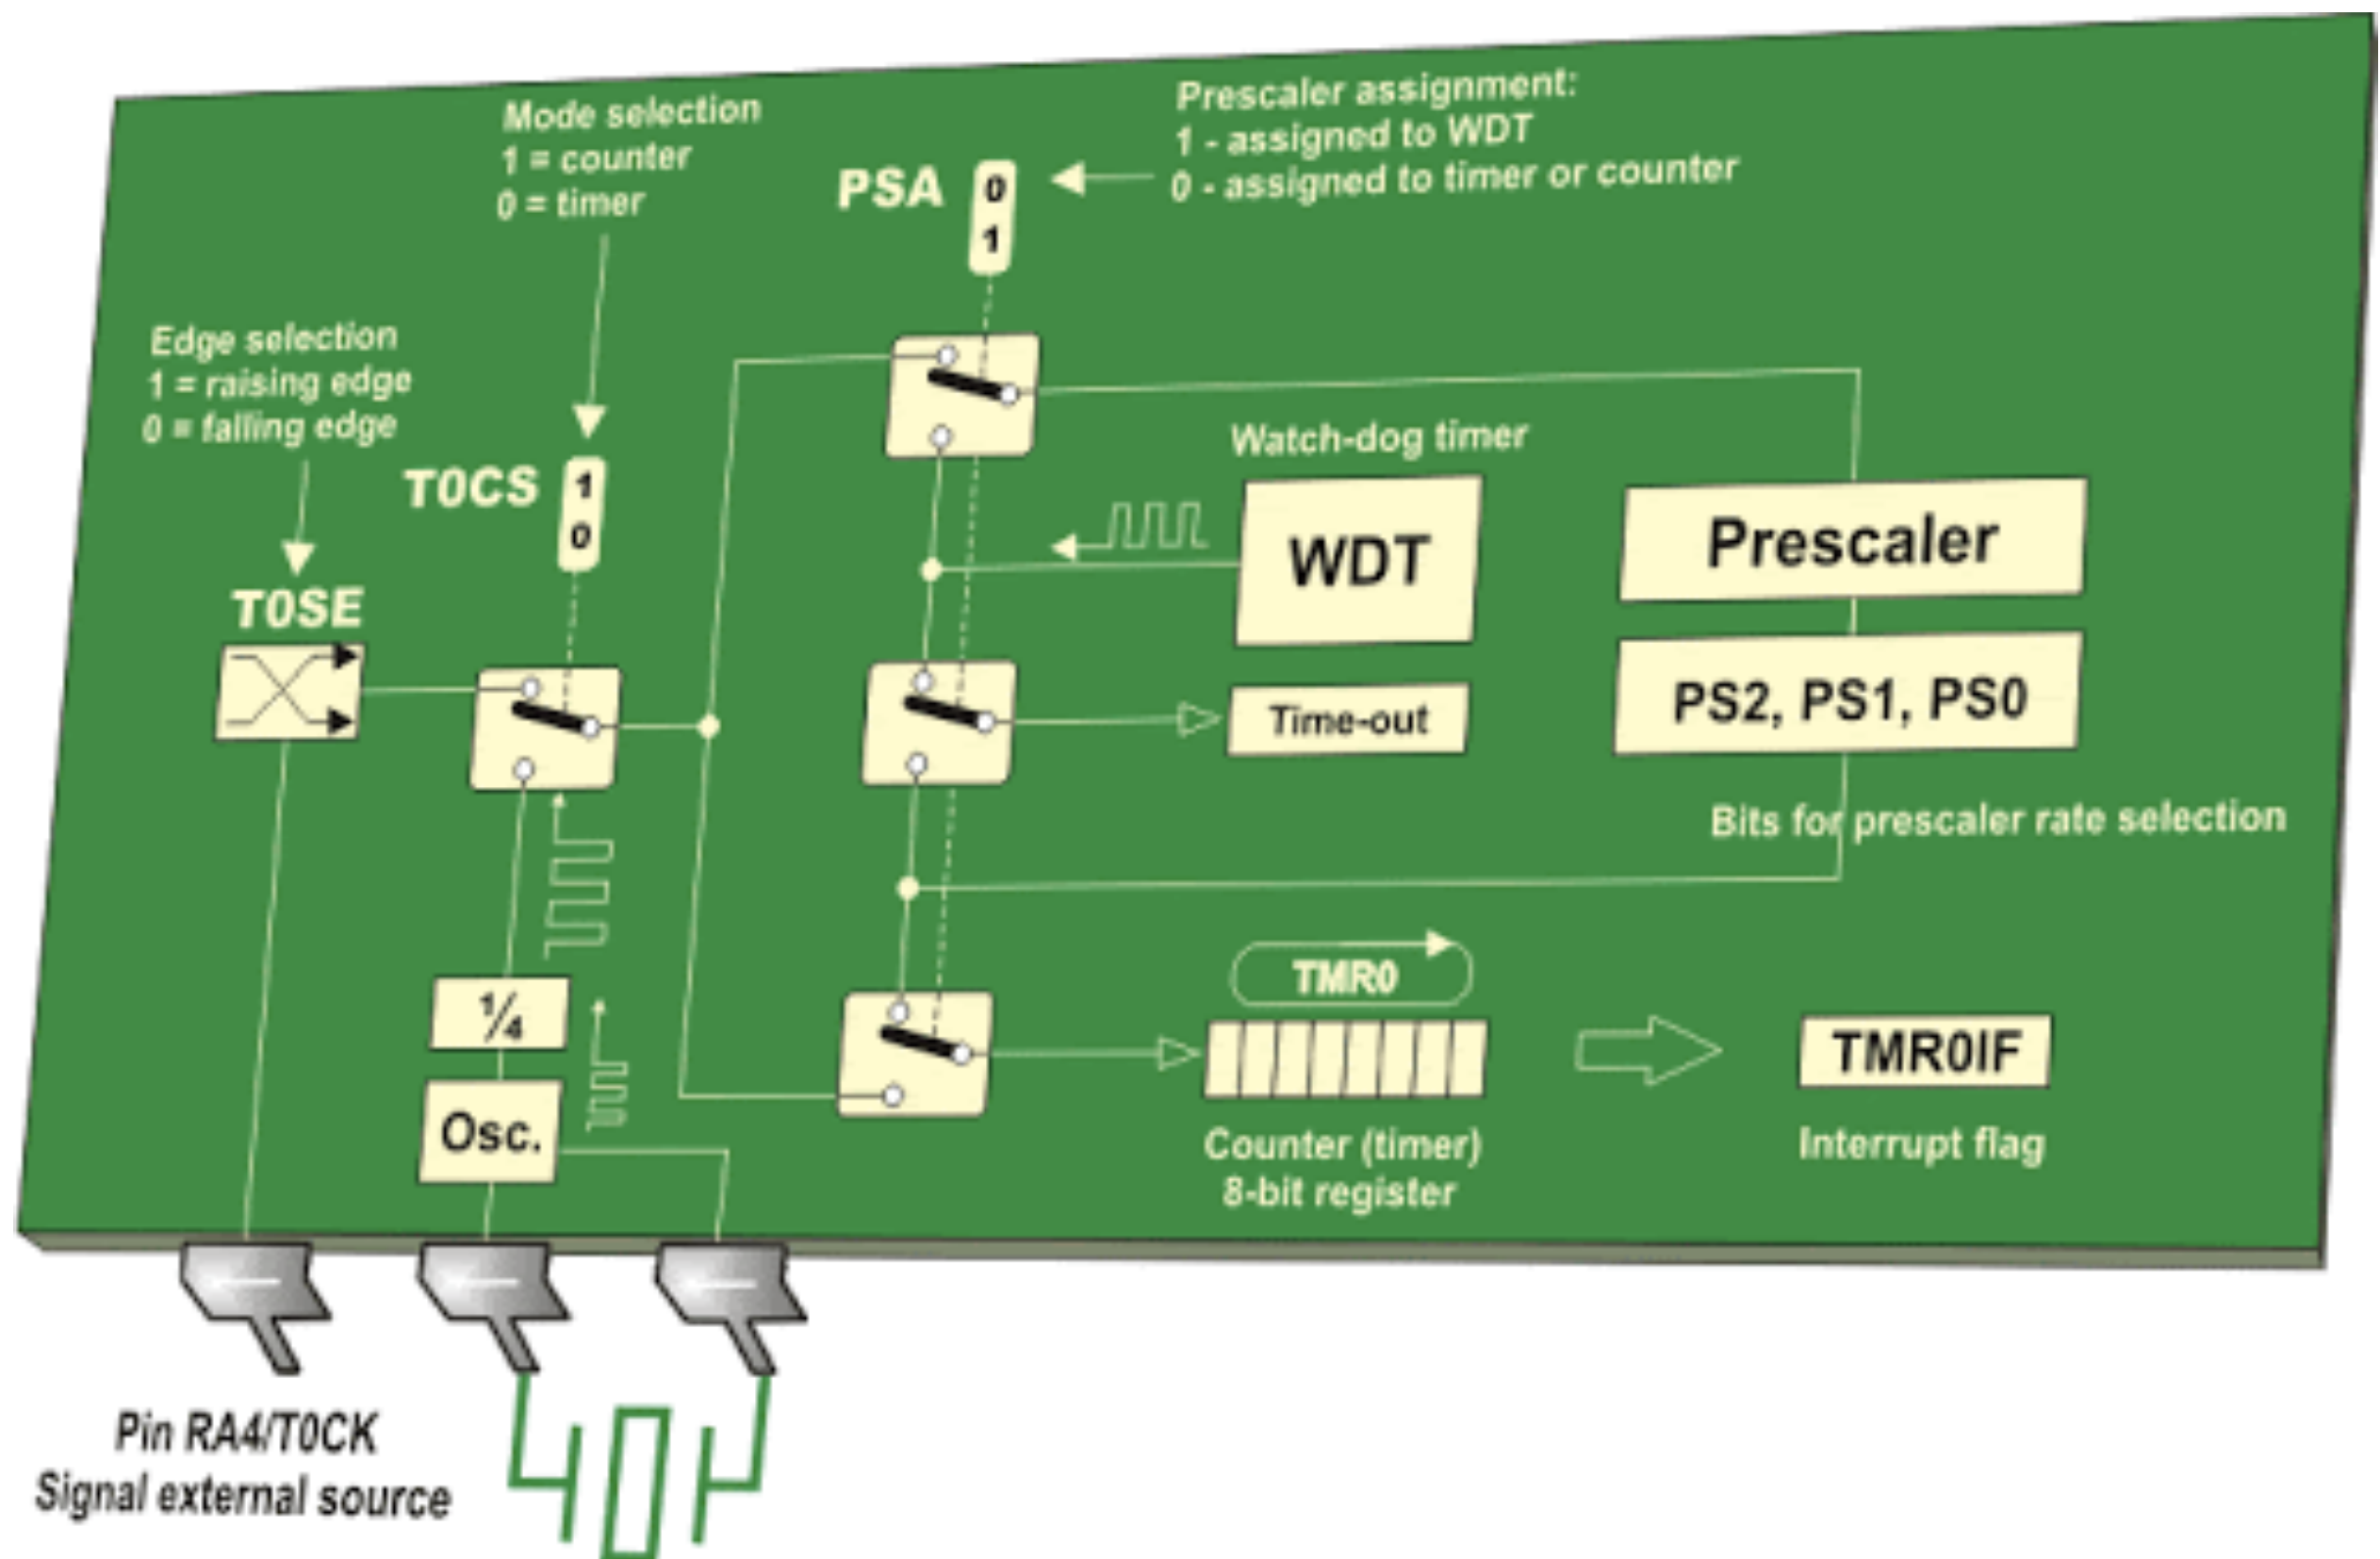 Mode selection
1 = counter
0 = timer
Prescaler assignment:
1 - assigned to WDT
0 - assigned to timer or counter
PSA
0
1
Edge selection
1 = raising edge
0 = falling edge
T0CS
1
0
T0SE
Watch-dog timer
WDT
Prescaler
Time-out
PS2, PS1, PS0
Bits for prescaler rate selection
¼
Osc.
TMR0
TMR0IF
Counter (timer)
8-bit register
Interrupt flag
Pin RA4/T0CK
Signal external source